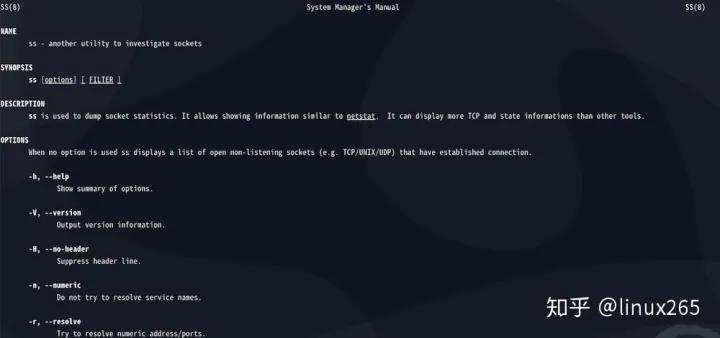 SS(8) System Manager's Manual SS(8)
NAME
ss - another utility to investigate sockets
SYNOPSIS
ss [options] [ FILTER ]
DESCRIPTION
ss is used to dump socket statistics. It allows showing information similar to netstat. It can display more TCP and state informations than other tools.
OPTIONS
When no option is used ss displays a list of open non-listening sockets (e.g. TCP/UNIX/UDP) that have established connection.
-h, --help
Show summary of options.
-V, --version
Output version information.
-H, --no-header
Suppress header line.
-n, --numeric
Do not try to resolve service names.
-r, --resolve
Try to resolve numeric address/ports.
知乎 @linux265